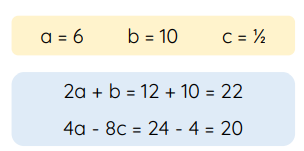 a = 6 b = 10 c = ½
2a + b = 12 + 10 = 22
4a - 8c = 24 - 4 = 20